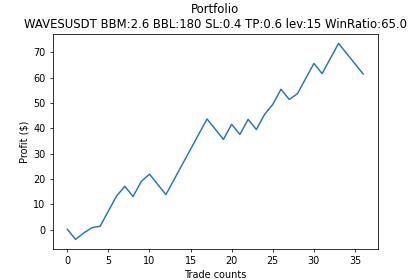 Portfolio
WAVESUSDT BBM:2.6 BBL:180 SL:0.4 TP:0.6 lev:15 WinRatio:65.0
70
60
50
40
30
20
10
0
Profit ($)
0 5 10 15 20 25 30 35
Trade counts